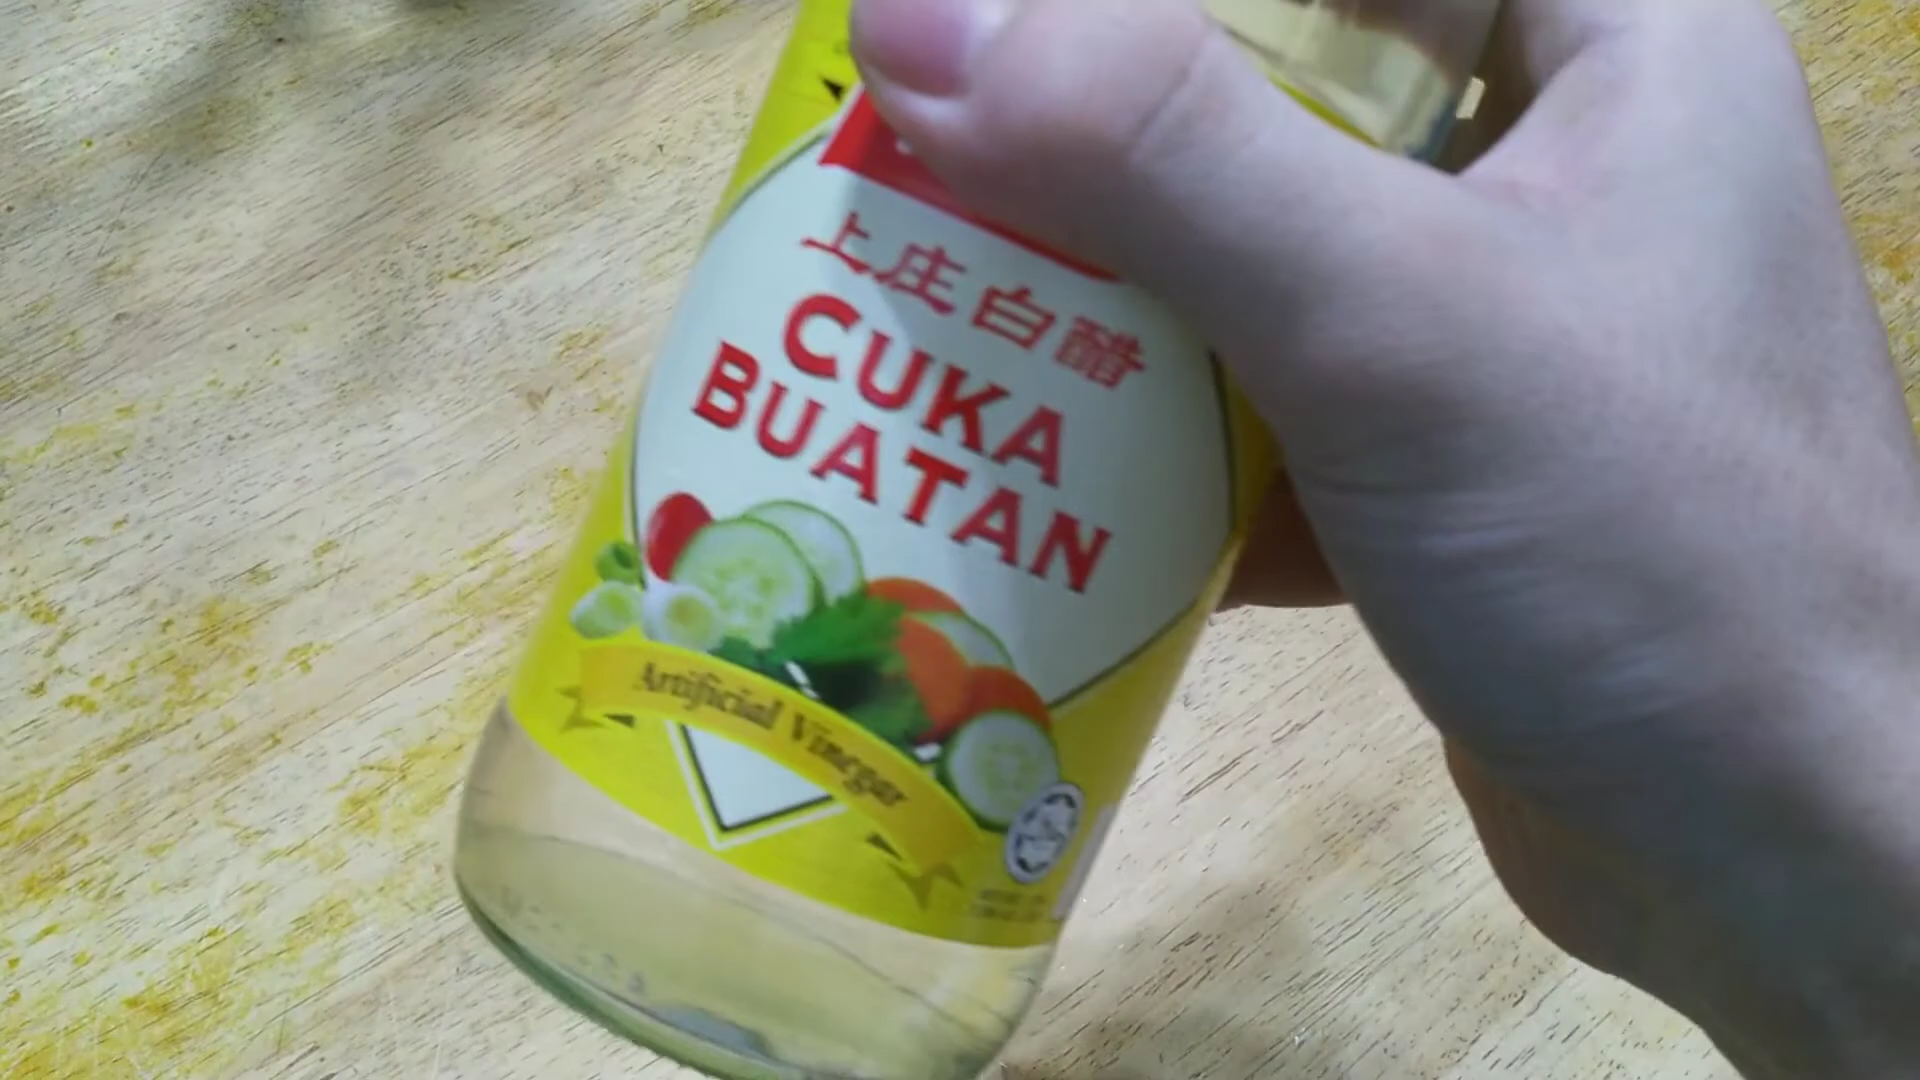 上庄白醋
CUKA
BUATAN
Artificial Vinegar